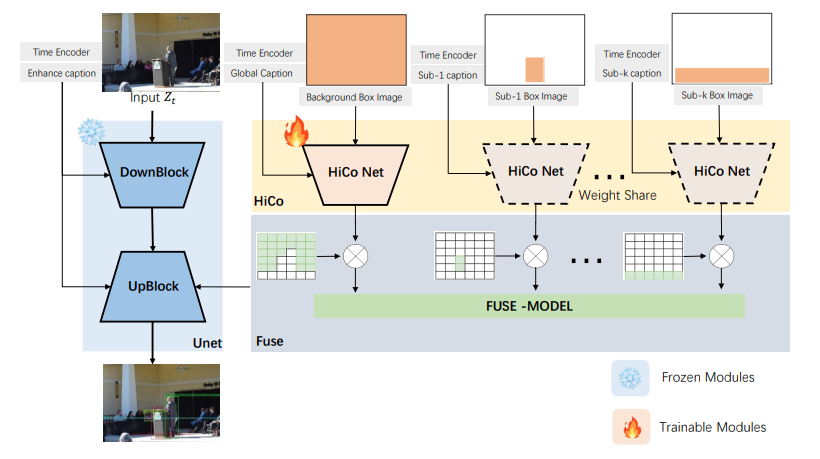 Time Encoder
Enhance caption
Input Z_t
Time Encoder
Global Caption
Background Box Image
Time Encoder
Sub-1 caption
Sub-1 Box Image
Time Encoder
Sub-k caption
Sub-k Box Image
DownBlock
UpBlock
Unet
HiCo Net
HiCo Net
...
HiCo Net
Weight Share
HiCo
...
FUSE -MODEL
Fuse
Frozen Modules
Trainable Modules